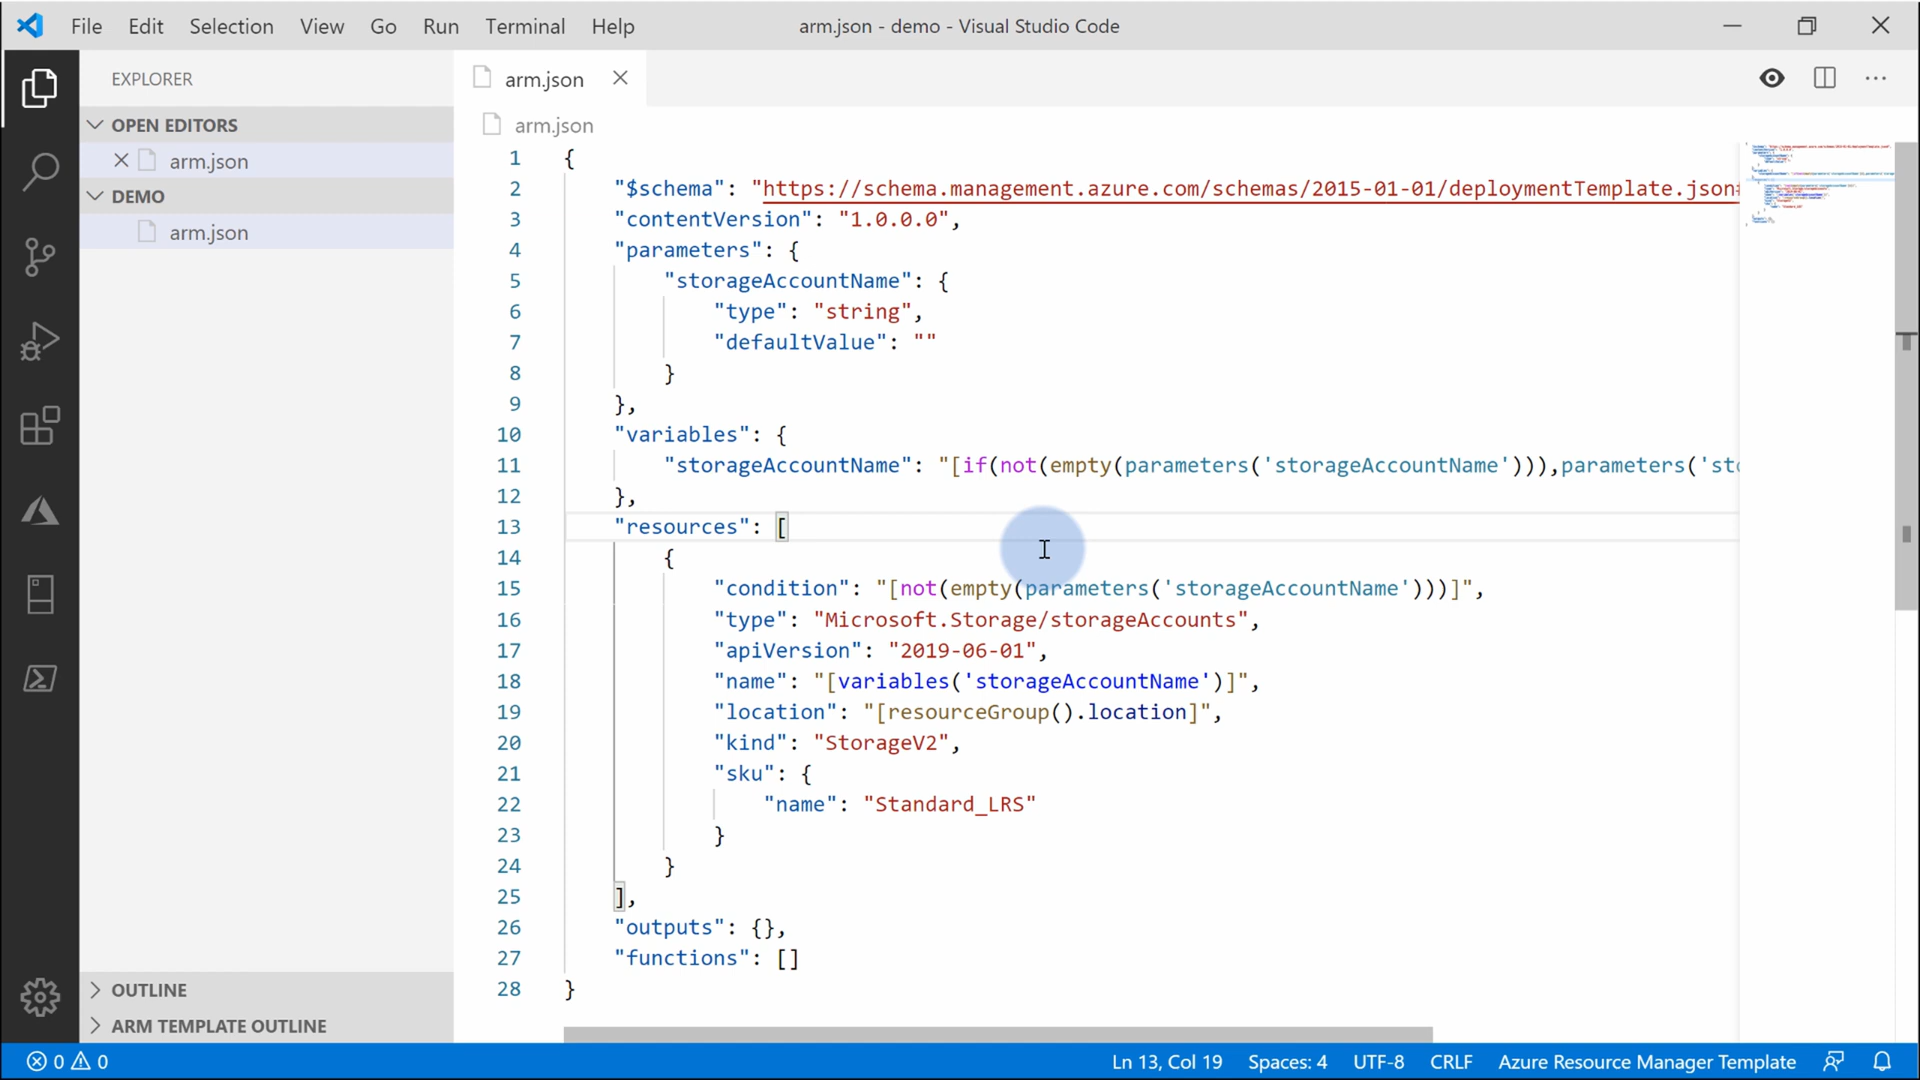 File Edit Selection View Go Run Terminal Help
arm.json - demo - Visual Studio Code
EXPLORER
OPEN EDITORS
arm.json
DEMO
arm.json
OUTLINE
ARM TEMPLATE OUTLINE
arm.json
arm.json
1 {
2 "$schema": "https://schema.management.azure.com/schemas/2015-01-01/deploymentTemplate.json#
3 "contentVersion": "1.0.0.0",
4 "parameters": {
5 "storageAccountName": {
6 "type": "string",
7 "defaultValue": ""
8 }
9 },
10 "variables": {
11 "storageAccountName": "[if(not(empty(parameters('storageAccountName'))),parameters('sto
12 },
13 "resources": [
14 {
15 "condition": "[not(empty(parameters('storageAccountName')))]",
16 "type": "Microsoft.Storage/storageAccounts",
17 "apiVersion": "2019-06-01",
18 "name": "[variables('storageAccountName')]",
19 "location": "[resourceGroup().location]",
20 "kind": "StorageV2",
21 "sku": {
22 "name": "Standard_LRS"
23 }
24 }
25 ],
26 "outputs": {},
27 "functions": []
28 }
0 0
Ln 13, Col 19 Spaces: 4 UTF-8 CRLF Azure Resource Manager Template